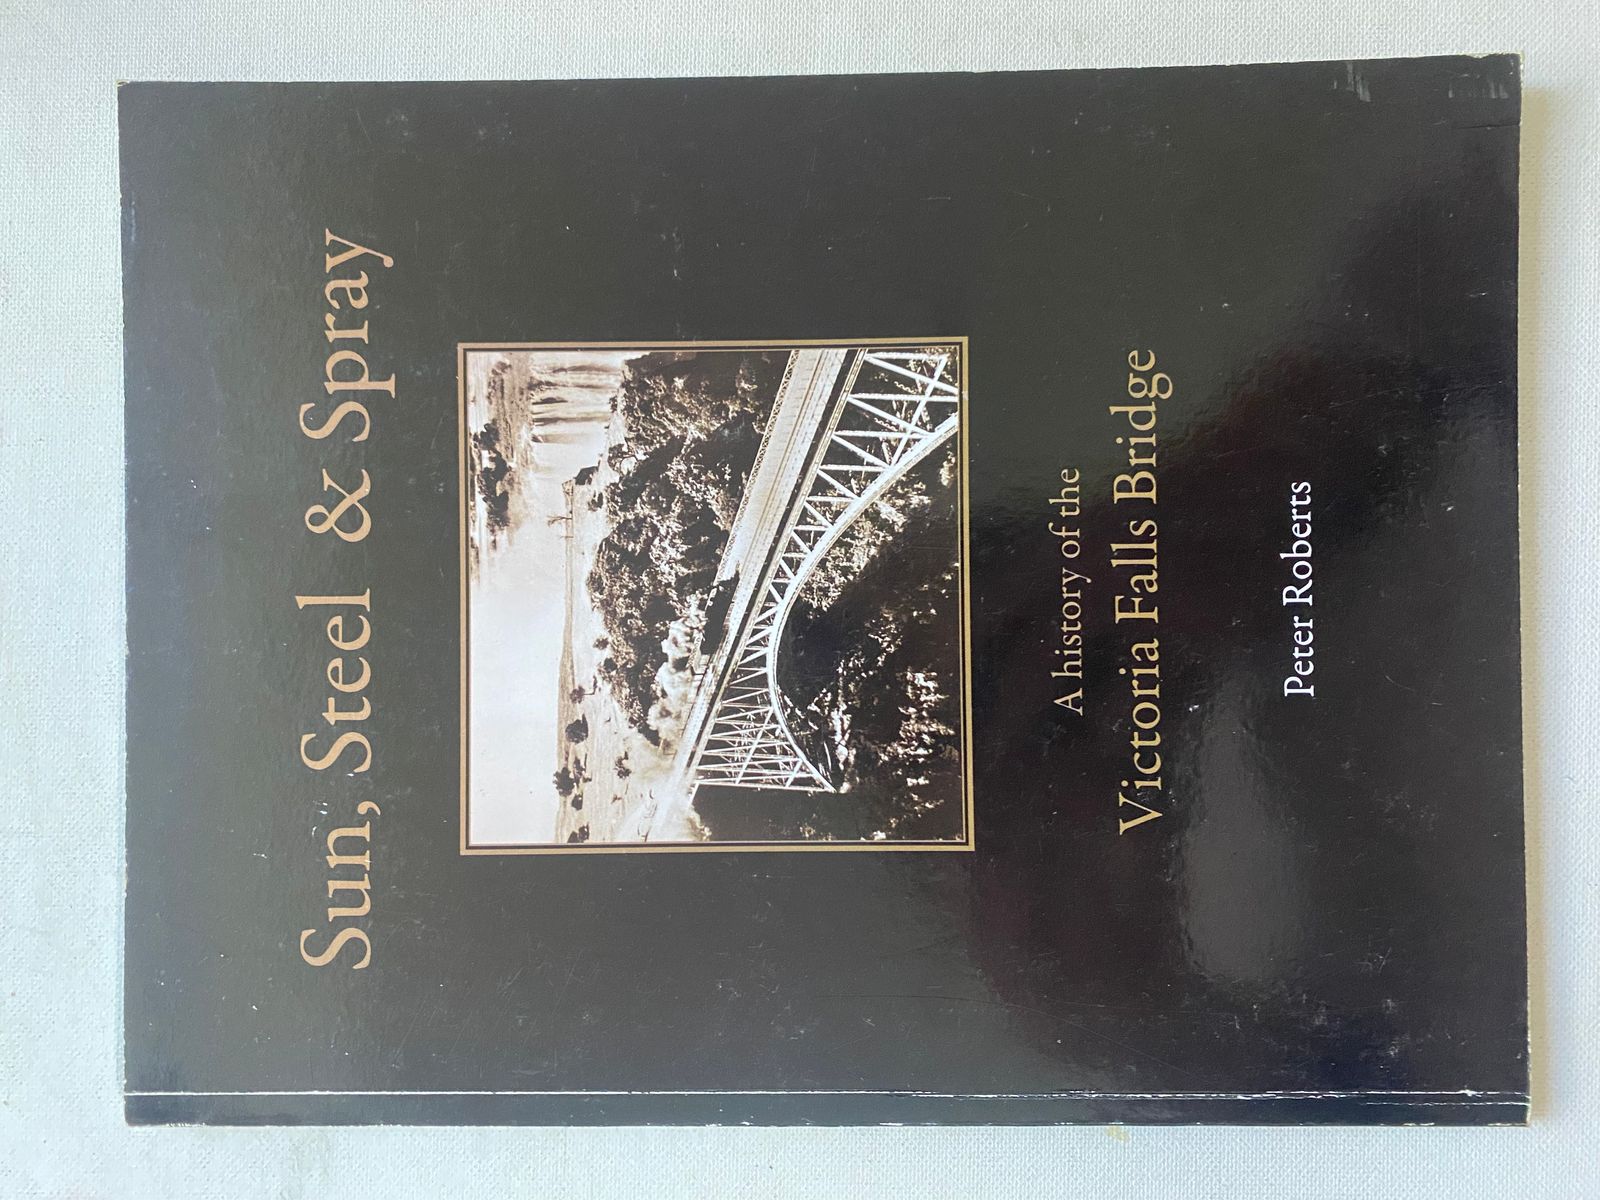 Sun, Steel & Spray
A history of the
Victoria Falls Bridge
Peter Roberts